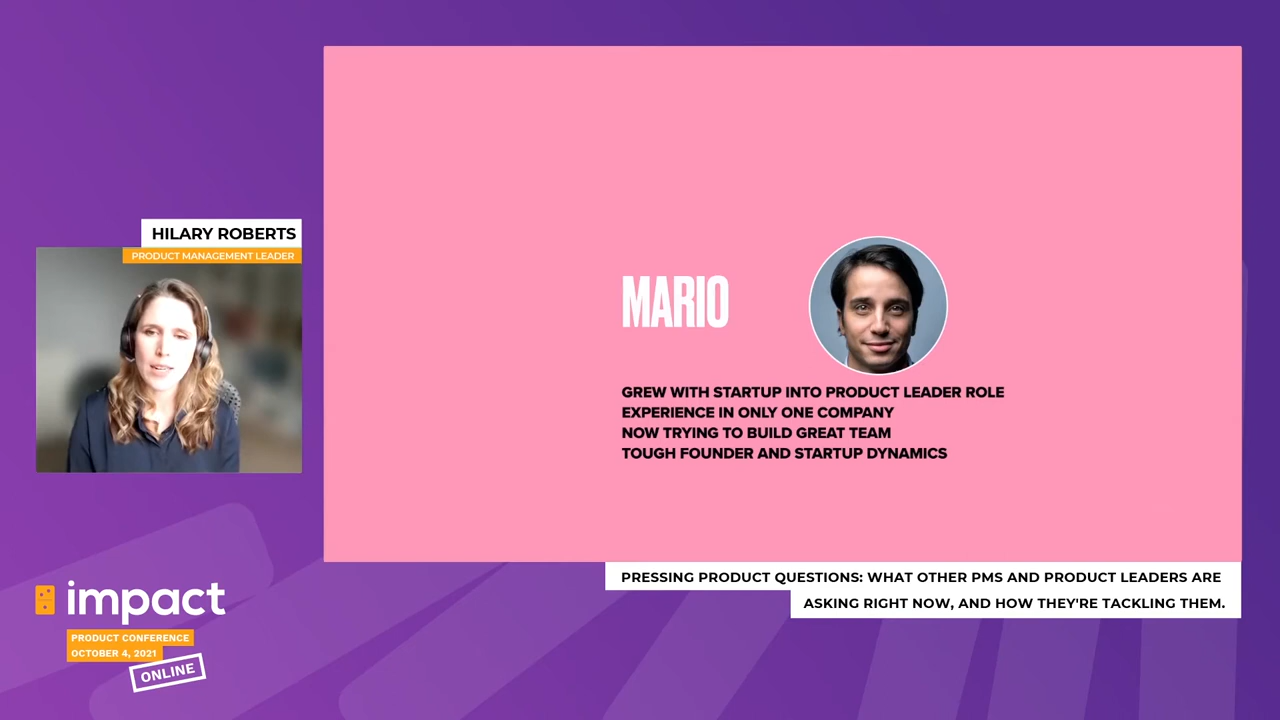 HILARY ROBERTS
PRODUCT MANAGEMENT LEADER
MARIO
GREW WITH STARTUP INTO PRODUCT LEADER ROLE
EXPERIENCE IN ONLY ONE COMPANY
NOW TRYING TO BUILD GREAT TEAM
TOUGH FOUNDER AND STARTUP DYNAMICS
PRESSING PRODUCT QUESTIONS: WHAT OTHER PMS AND PRODUCT LEADERS ARE
ASKING RIGHT NOW, AND HOW THEY'RE TACKLING THEM.
impact
PRODUCT CONFERENCE
OCTOBER 4, 2021
ONLINE